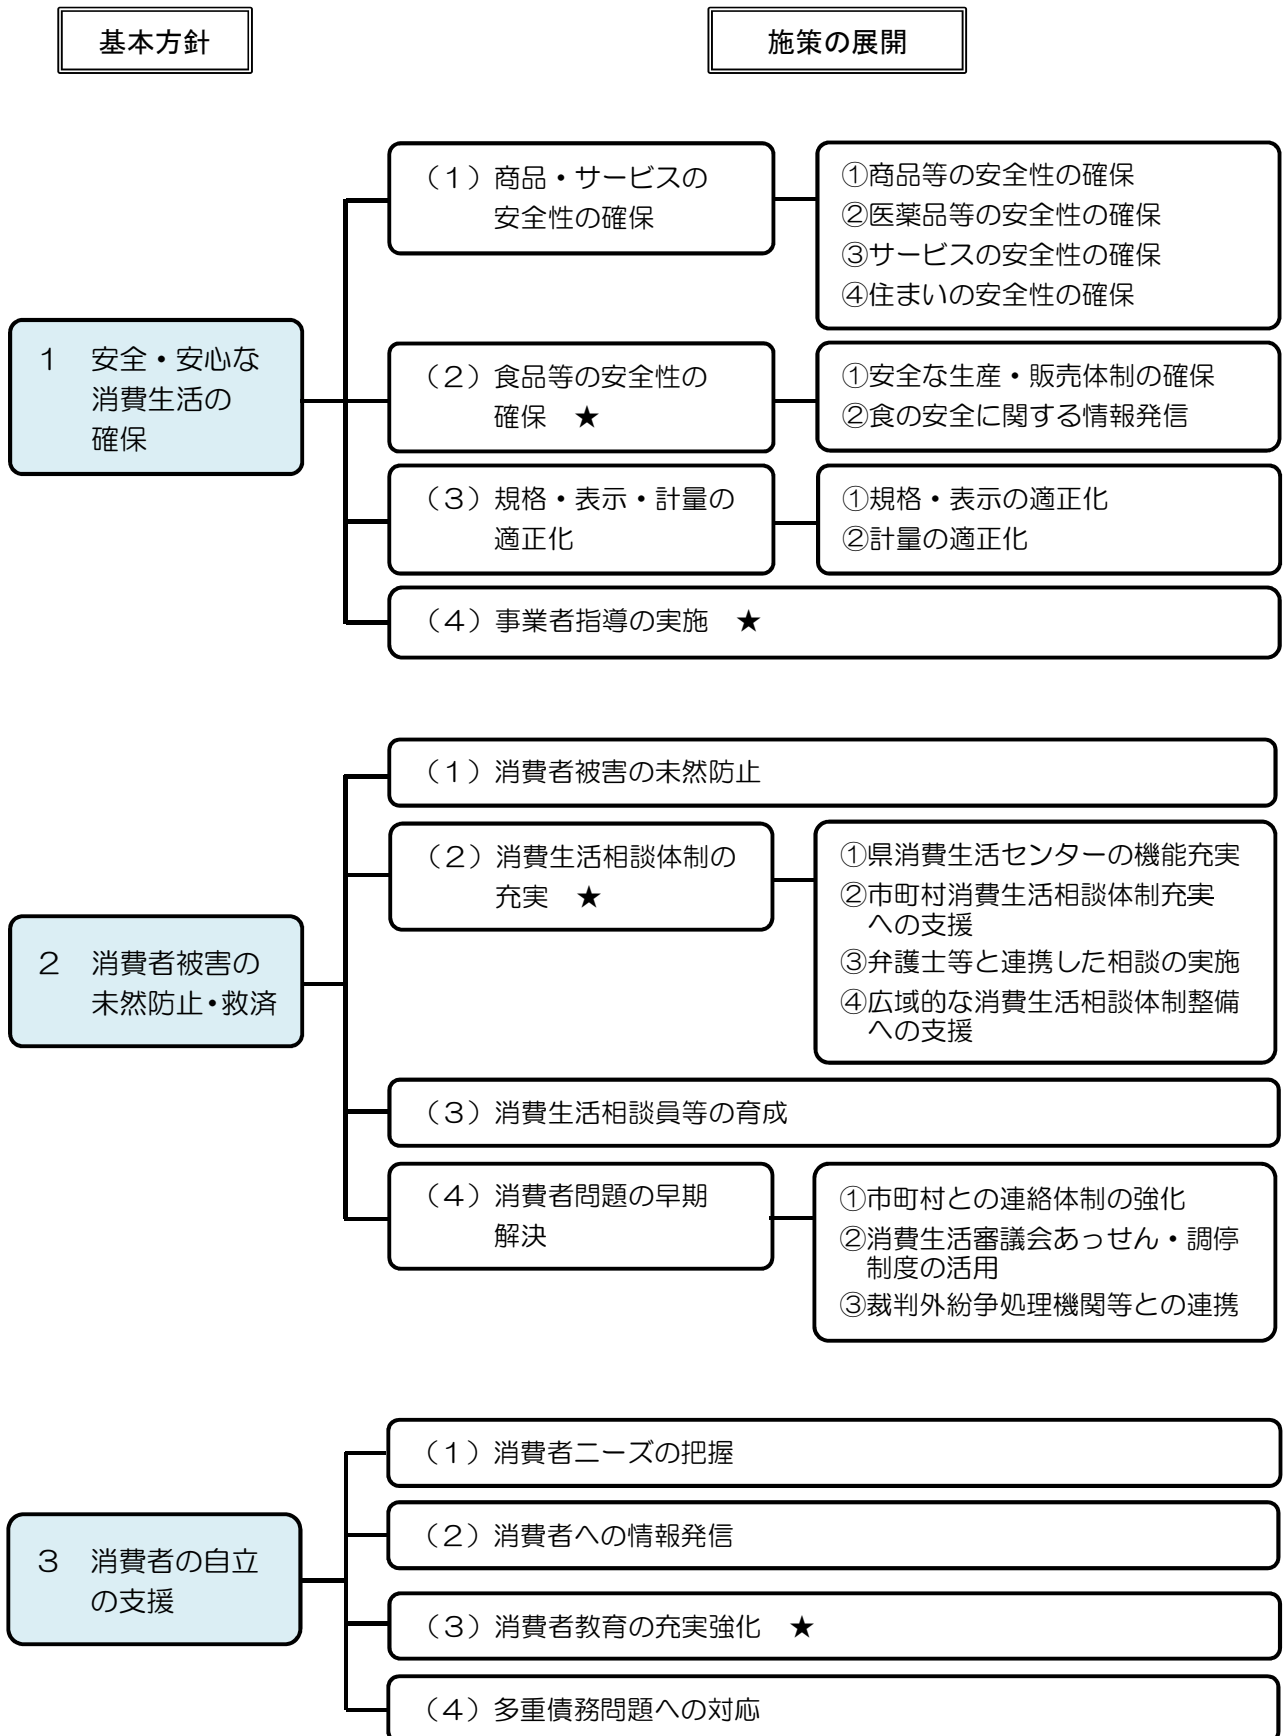 基本方針
施策の展開
1 安全・安心な
消費生活の
確保
（1）商品・サービスの
安全性の確保
①商品等の安全性の確保
②医薬品等の安全性の確保
③サービスの安全性の確保
④住まいの安全性の確保
（2）食品等の安全性の
確保 ★
①安全な生産・販売体制の確保
②食の安全に関する情報発信
（3）規格・表示・計量の
適正化
①規格・表示の適正化
②計量の適正化
（4）事業者指導の実施 ★
2 消費者被害の
未然防止・救済
（1）消費者被害の未然防止
（2）消費生活相談体制の
充実 ★
①県消費生活センターの機能充実
②市町村消費生活相談体制充実
への支援
③弁護士等と連携した相談の実施
④広域的な消費生活相談体制整備
への支援
（3）消費生活相談員等の育成
（4）消費者問題の早期
解決
①市町村との連絡体制の強化
②消費生活審議会あっせん・調停
制度の活用
③裁判外紛争処理機関等との連携
3 消費者の自立
の支援
（1）消費者ニーズの把握
（2）消費者への情報発信
（3）消費者教育の充実強化 ★
（4）多重債務問題への対応